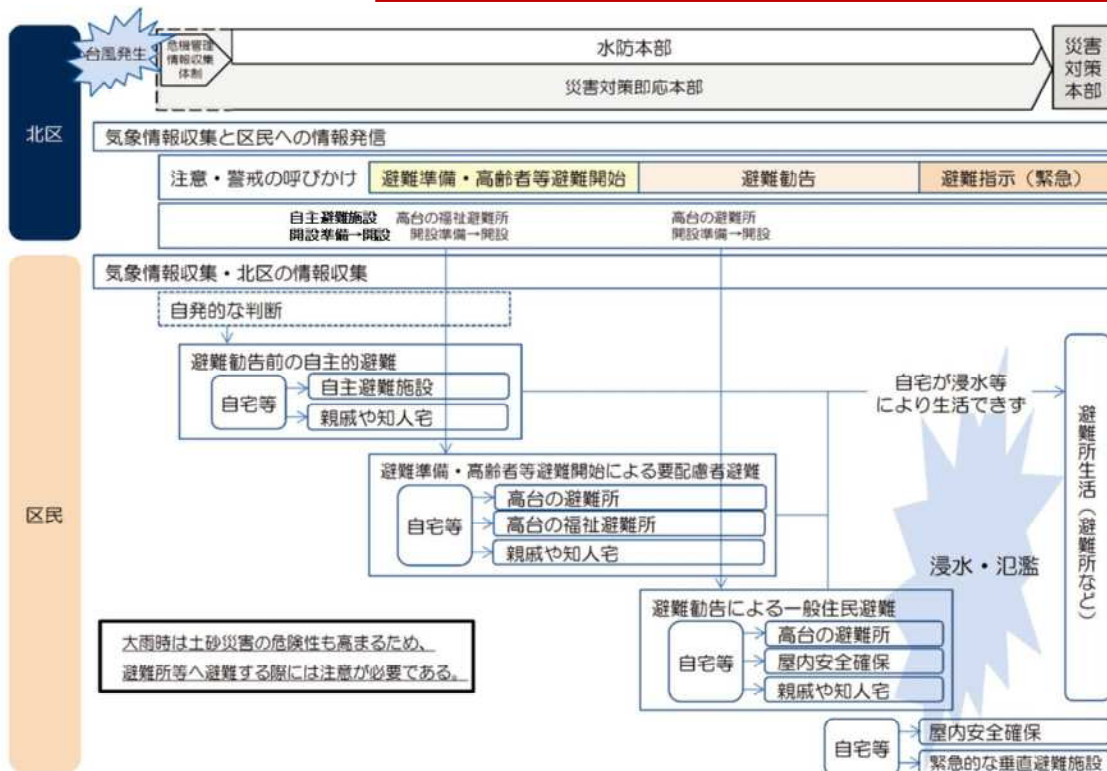 北区
台風発生
危機管理
情報収集
体制
水防本部
災害対策即応本部
災害
対策
本部
気象情報収集と区民への情報発信
注意・警戒の呼びかけ
避難準備・高齢者等避難開始
避難勧告
避難指示（緊急）
自主避難施設
開設準備→開設
高台の福祉避難所
開設準備→開設
高台の避難所
開設準備→開設
区民
気象情報収集・北区の情報収集
自発的な判断
避難勧告前の自主的避難
自宅等
自主避難施設
親戚や知人宅
自宅が浸水等
により生活できず
避難所生活（避難所など）
避難準備・高齢者等避難開始による要配慮者避難
自宅等
高台の避難所
高台の福祉避難所
親戚や知人宅
浸水・氾濫
避難勧告による一般住民避難
自宅等
高台の避難所
屋内安全確保
親戚や知人宅
大雨時は土砂災害の危険性も高まるため、
避難所等へ避難する際には注意が必要である。
自宅等
屋内安全確保
緊急的な垂直避難施設